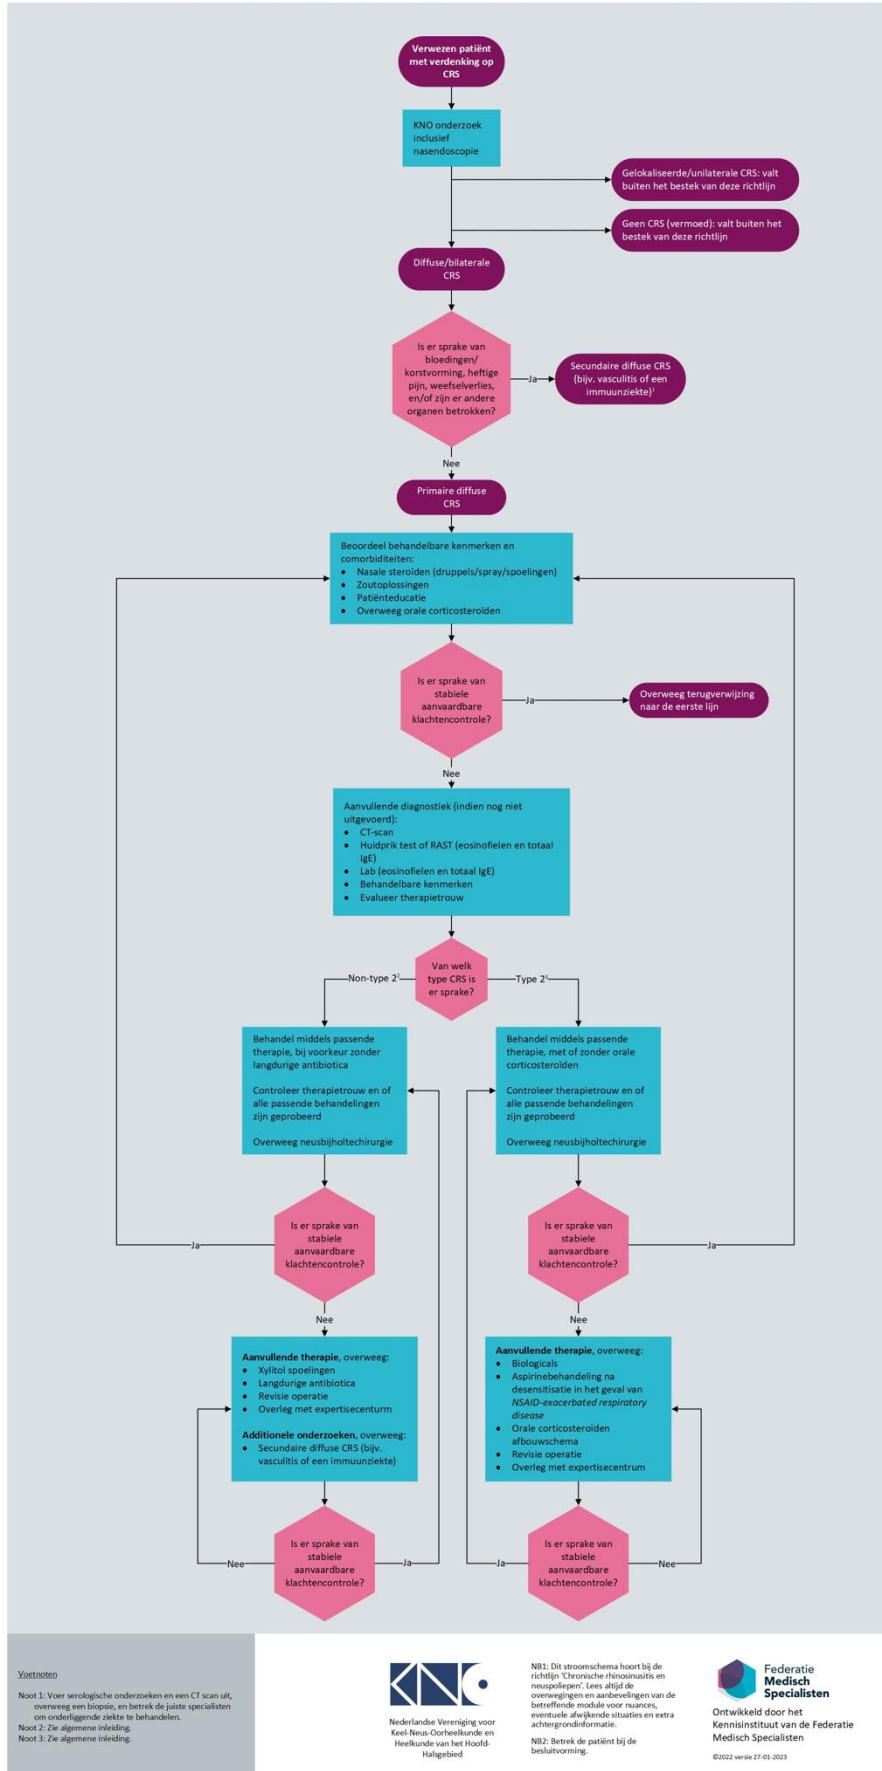 Verwezen patiënt
met verdenking op
CRS
KNO onderzoek
inclusief
nasendoscopie
Gelokaliseerde/unilaterale CRS: valt
buiten het bestek van deze richtlijn
Geen CRS (vermoed): valt buiten het
bestek van deze richtlijn
Diffuse/bilaterale
CRS
Is er sprake van
bloedingen/
korstvorming, heftige
pijn, weefselverlies,
en/of zijn er andere
organen betrokken?
Ja
Secundaire diffuse CRS
(bijv. vasculitis of een
immuunziekte)¹
Nee
Primaire diffuse
CRS
Beoordeel behandelbare kenmerken en
comorbiditeiten:
• Nasale steroïden (druppels/spray/spoelingen)
• Zoutoplossingen
• Patiënteducatie
• Overweeg orale corticosteroïden
Is er sprake van
stabiele
aanvaardbare
klachtencontrole?
Ja
Overweeg terugverwijzing
naar de eerste lijn
Nee
Aanvullende diagnostiek (indien nog niet
uitgevoerd):
• CT-scan
• Huidprik test of RAST (eosinofielen en totaal
IgE)
• Lab (eosinofielen en totaal IgE)
• Behandelbare kenmerken
• Evalueer therapietrouw
Van welk
type CRS is
er sprake?
Non-type 2²
Type 2³
Behandel middels passende
therapie, bij voorkeur zonder
langdurige antibiotica
Controleer therapietrouw en of
alle passende behandelingen
zijn geprobeerd
Overweeg neusbijholtechirurgie
Behandel middels passende
therapie, met of zonder orale
corticosteroïden
Controleer therapietrouw en of
alle passende behandelingen
zijn geprobeerd
Overweeg neusbijholtechirurgie
Is er sprake van
stabiele
aanvaardbare
klachtencontrole?
Ja
Nee
Is er sprake van
stabiele
aanvaardbare
klachtencontrole?
Ja
Nee
Aanvullende therapie, overweeg:
• Xylitol spoelingen
• Langdurige antibiotica
• Revisie operatie
• Overleg met expertisecenturm
Additionele onderzoeken, overweeg:
• Secundaire diffuse CRS (bijv.
vasculitis of een immuunziekte)
Aanvullende therapie, overweeg:
• Biologicals
• Aspirinebehandeling na
desensitisatie in het geval van
NSAID-exacerbated respiratory
disease
• Orale corticosteroïden
afbouwschema
• Revisie operatie
• Overleg met expertisecentrum
Nee
Is er sprake van
stabiele
aanvaardbare
klachtencontrole?
Ja
Ja
Is er sprake van
stabiele
aanvaardbare
klachtencontrole?
Nee
Voetnoten
Noot 1: Voer serologische onderzoeken en een CT scan uit,
overweeg een biopsie, en betrek de juiste specialisten
om onderliggende ziekte te behandelen.
Noot 2: Zie algemene inleiding.
Noot 3: Zie algemene inleiding.
KNO
Nederlandse Vereniging voor
Keel-Neus-Oorheelkunde en
Heelkunde van het Hoofd-
Halsgebied
NB1: Dit stroomschema hoort bij de
richtlijn 'Chronische rhinosinusitis en
neuspoliepen'. Lees altijd de
overwegingen en aanbevelingen van de
betreffende module voor nuances,
eventuele afwijkende situaties en extra
achtergrondinformatie.
NB2: Betrek de patiënt bij de
besluitvorming.
Federatie
Medisch
Specialisten
Ontwikkeld door het
Kennisinstituut van de Federatie
Medisch Specialisten
©2022 versie 27-01-2023